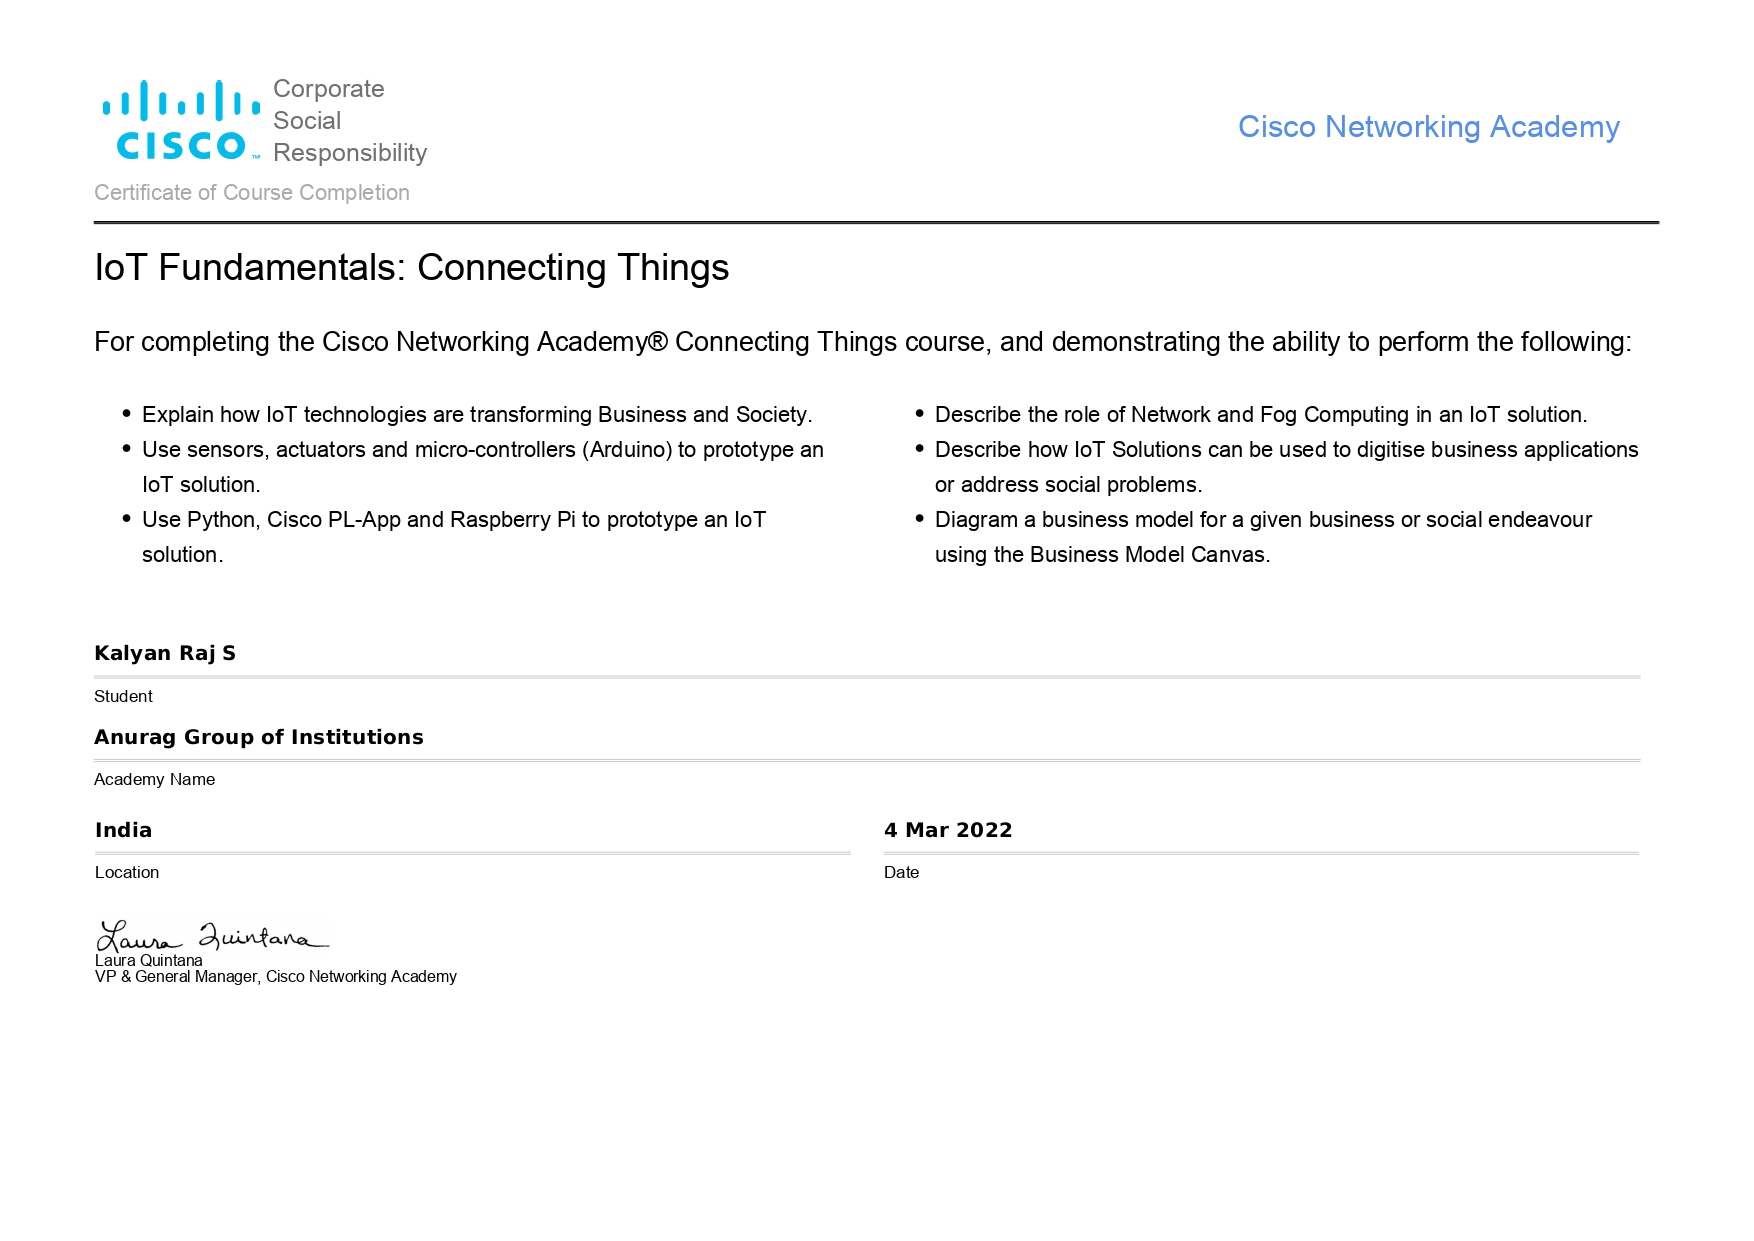 Corporate
Social
Responsibility
CISCO™
Cisco Networking Academy
Certificate of Course Completion
IoT Fundamentals: Connecting Things
For completing the Cisco Networking Academy® Connecting Things course, and demonstrating the ability to perform the following:
• Explain how IoT technologies are transforming Business and Society.
• Use sensors, actuators and micro-controllers (Arduino) to prototype an
IoT solution.
• Use Python, Cisco PL-App and Raspberry Pi to prototype an IoT
solution.
• Describe the role of Network and Fog Computing in an IoT solution.
• Describe how IoT Solutions can be used to digitise business applications
or address social problems.
• Diagram a business model for a given business or social endeavour
using the Business Model Canvas.
Kalyan Raj S
Student
Anurag Group of Institutions
Academy Name
India
Location
4 Mar 2022
Date
Laura Quintana
Laura Quintana
VP & General Manager, Cisco Networking Academy